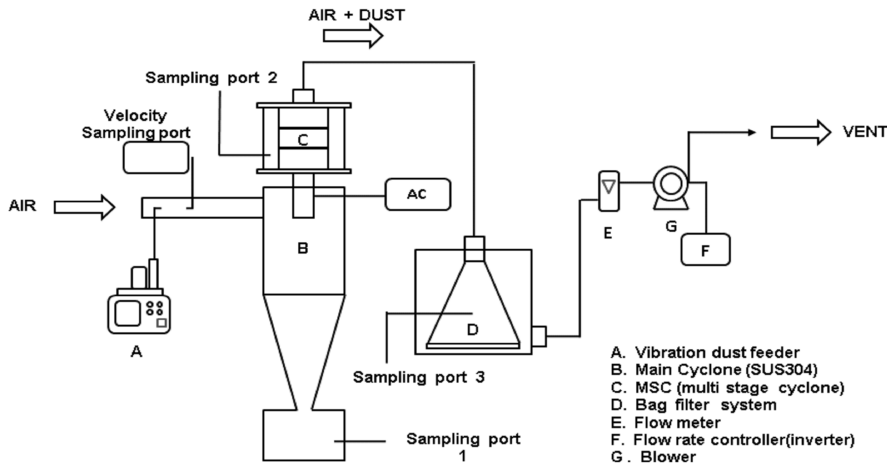 AIR + DUST
Sampling port 2
Velocity
Sampling port
C
VENT
AIR
AC
E
G
F
B
A
D
Sampling port 3
Sampling port
1
A. Vibration dust feeder
B. Main Cyclone (SUS304)
C. MSC (multi stage cyclone)
D. Bag filter system
E. Flow meter
F. Flow rate controller(inverter)
G . Blower